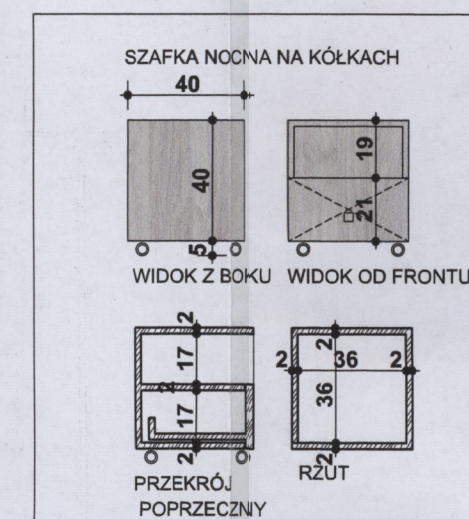 SZAFKA NOCNA NA KÓŁKACH
40
40
5
19
21
WIDOK Z BOKU WIDOK OD FRONTU
2
17
2
17
2
2
2 36 2
36
2
PRZEKRÓJ
POPRZECZNY
RZUT